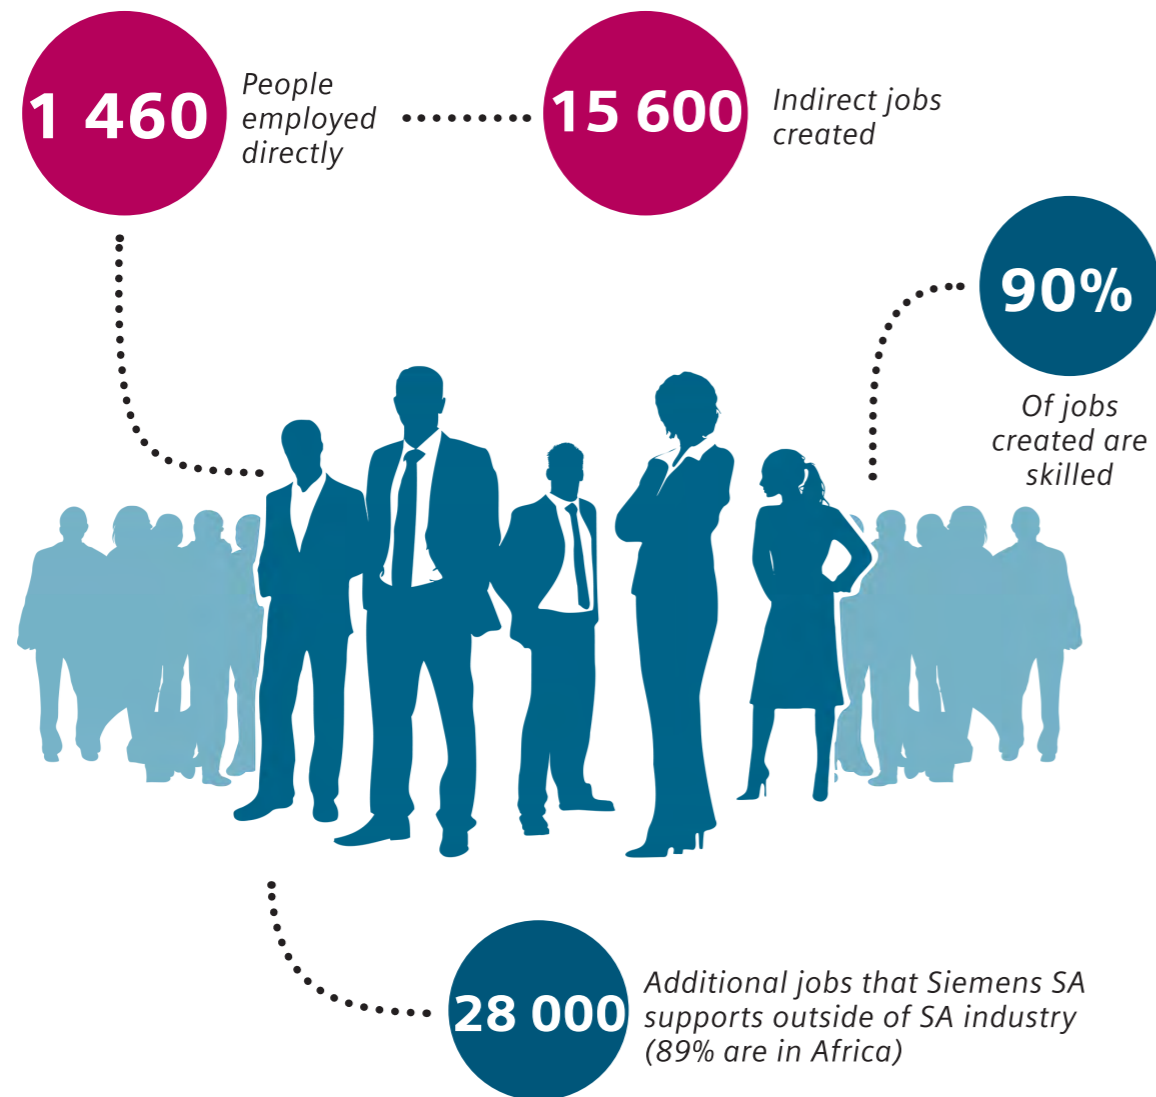 1 460
People
employed
directly
15 600
Indirect jobs
created
90%
Of jobs
created are
skilled
28 000
Additional jobs that Siemens SA
supports outside of SA industry
(89% are in Africa)